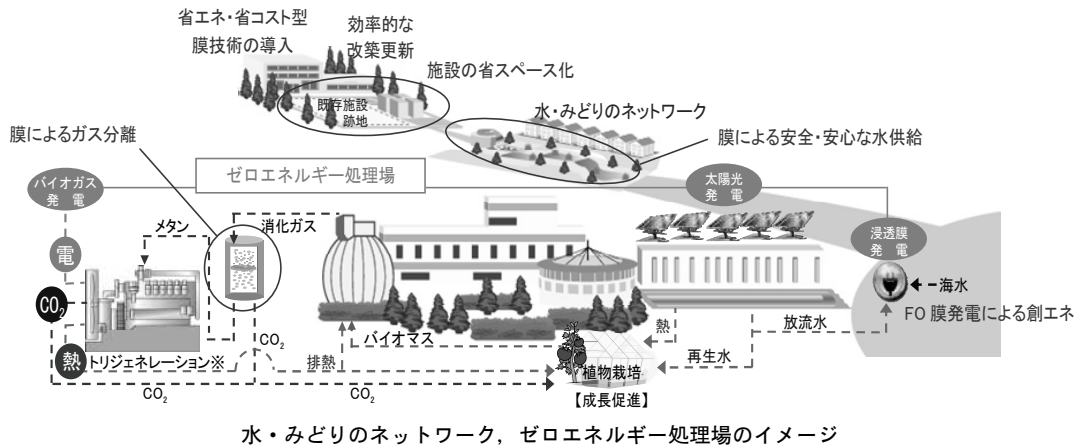 省エネ・省コスト型
膜技術の導入
効率的な
改築更新
施設の省スペース化
既存施設
跡地
水・みどりのネットワーク
膜によるガス分離
膜による安全・安心な水供給
ゼロエネルギー処理場
バイオガス
発 電
太陽光
発 電
浸透膜
発 電
メタン
消化ガス
電
CO₂
熱
トリジェネレーション※
CO₂
排熱
バイオマス
熱
放流水
再生水
海水
FO 膜発電による創エネ
植物栽培
【成長促進】
CO₂
CO₂
水・みどりのネットワーク，ゼロエネルギー処理場のイメージ